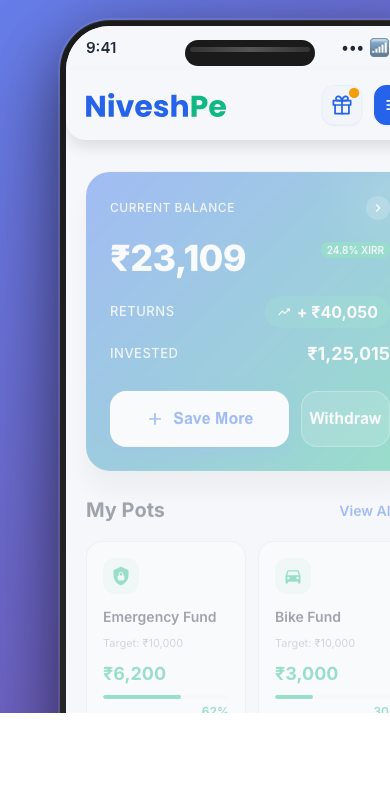 9:41
NiveshPe
CURRENT BALANCE
₹23,109
24.8% XIRR
RETURNS
+ ₹40,050
INVESTED
₹1,25,015
Save More
Withdraw
My Pots
View Al
Emergency Fund
Bike Fund
Target: ₹10,000
Target: ₹10,000
₹6,200
₹3,000
62%
30